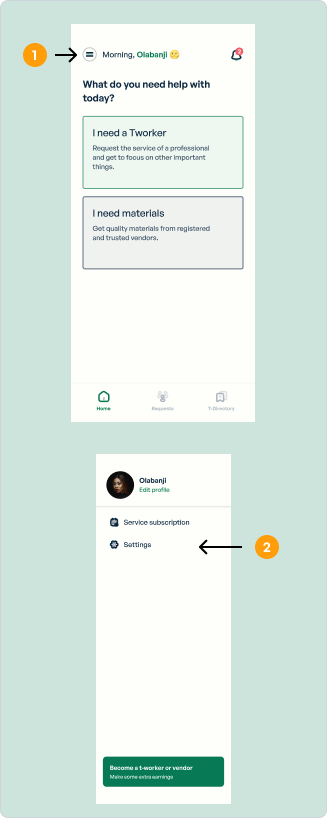 1
Morning, Olabanji
2
What do you need help with
today?
I need a Tworker
Request the service of a professional
and get to focus on other important
things.
I need materials
Get quality materials from registered
and trusted vendors.
Home
Requests
T-Directory
Olabanji
Edit profile
Service subscription
Settings
2
Become a t-worker or vendor
Make some extra earnings